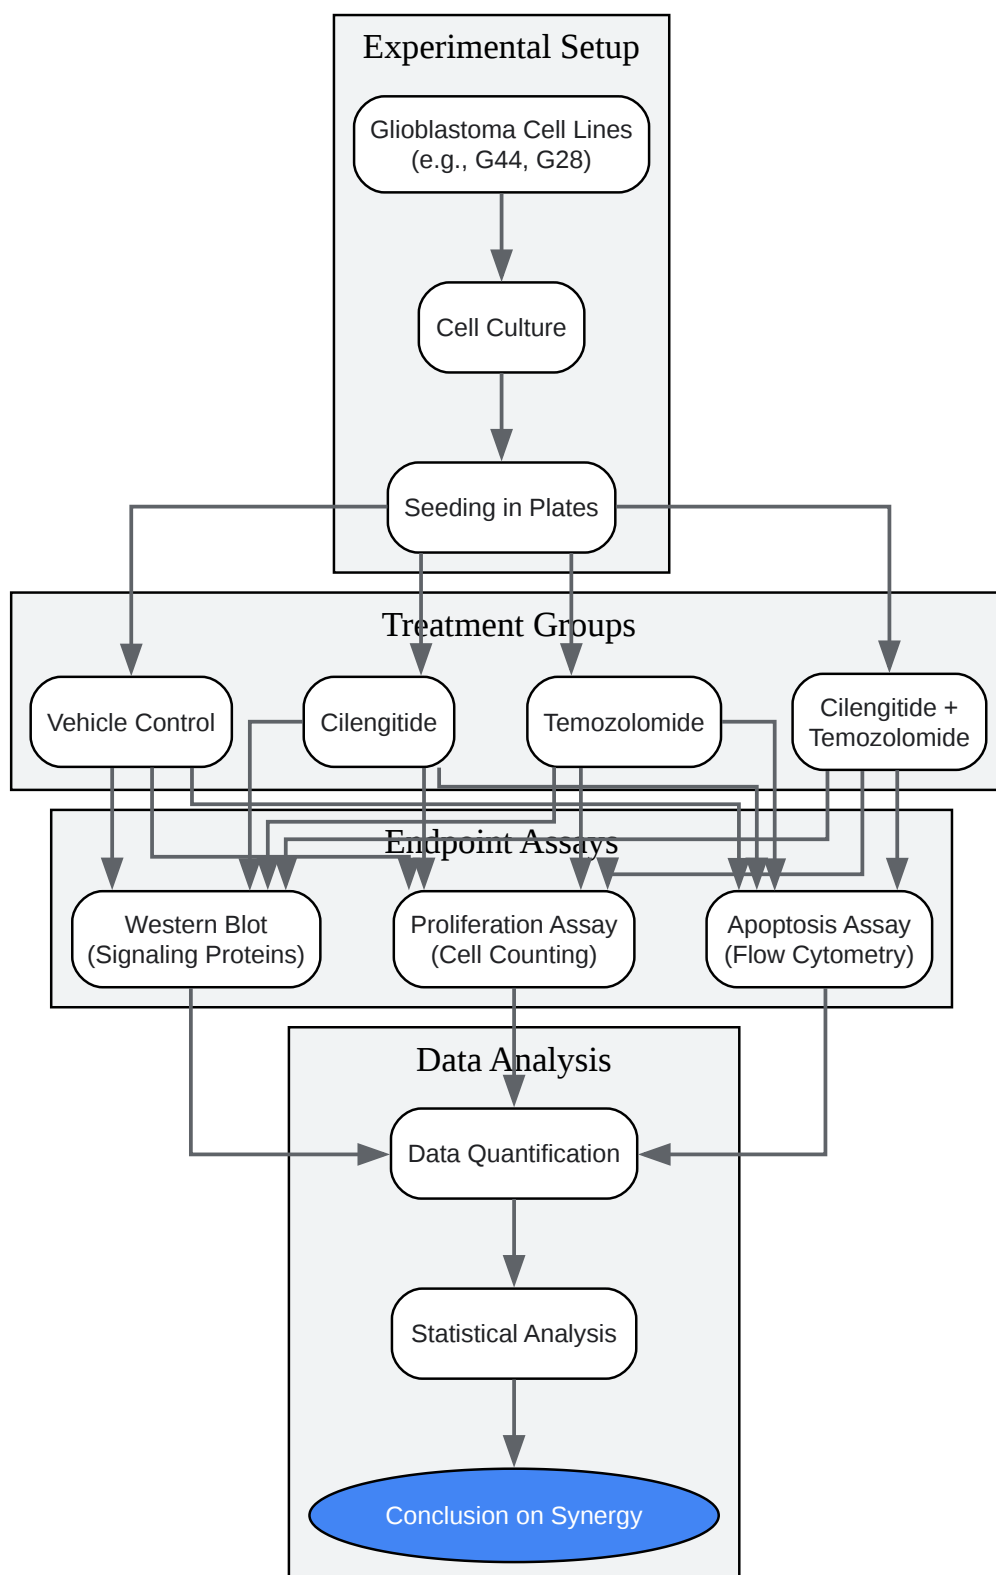 Experimental Setup
Glioblastoma Cell Lines
(e.g., G44, G28)
Cell Culture
Seeding in Plates
Treatment Groups
Vehicle Control
Cilengitide
Temozolomide
Cilengitide +
Temozolomide
Endpoint Assays
Western Blot
(Signaling Proteins)
Proliferation Assay
(Cell Counting)
Apoptosis Assay
(Flow Cytometry)
Data Analysis
Data Quantification
Statistical Analysis
Conclusion on Synergy